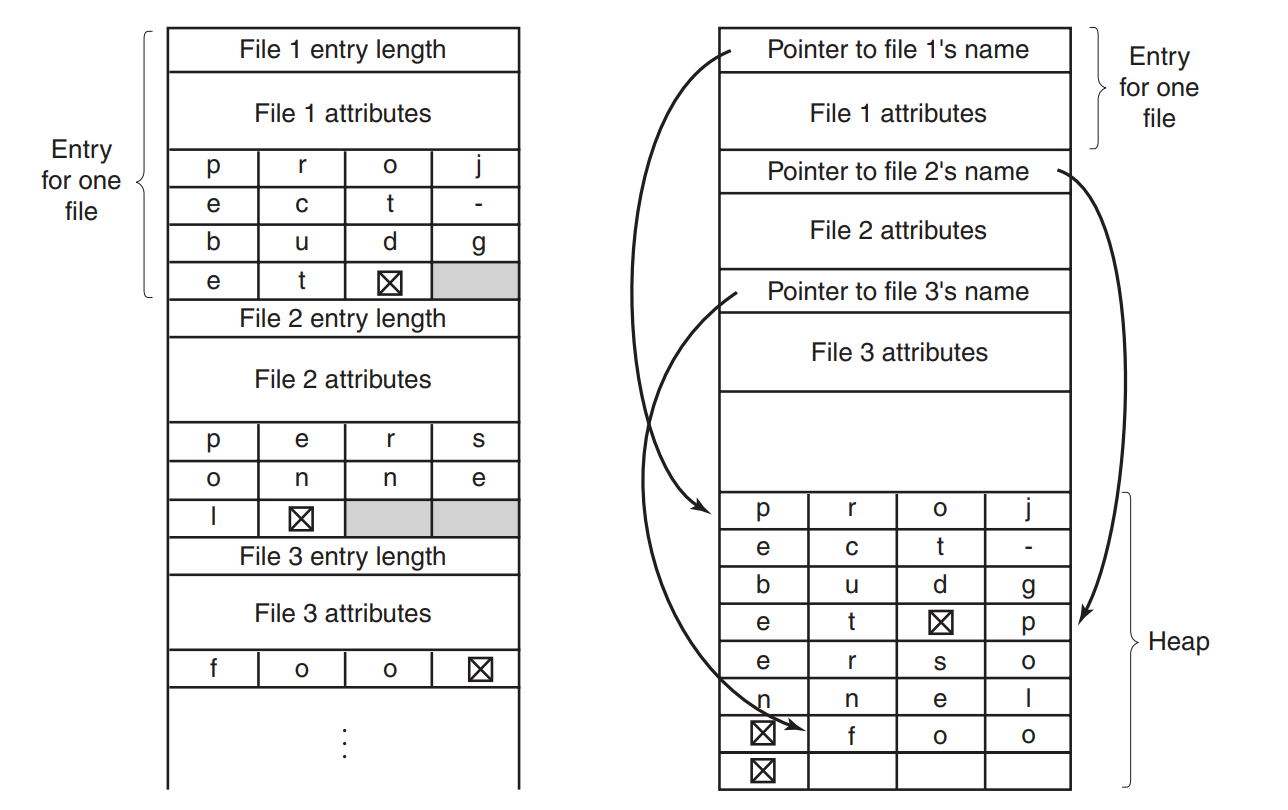 Entry
for one
file
File 1 entry length
File 1 attributes
p r o j
e c t -
b u d g
e t ☒
File 2 entry length
File 2 attributes
p e r s
o n n e
l ☒
File 3 entry length
File 3 attributes
f o o ☒
⋮
Pointer to file 1's name
File 1 attributes
Pointer to file 2's name
File 2 attributes
Pointer to file 3's name
File 3 attributes
p r o j
e c t -
b u d g
e t ☒ p
e r s o
n n e l
☒ f o o
☒
Entry
for one
file
Heap